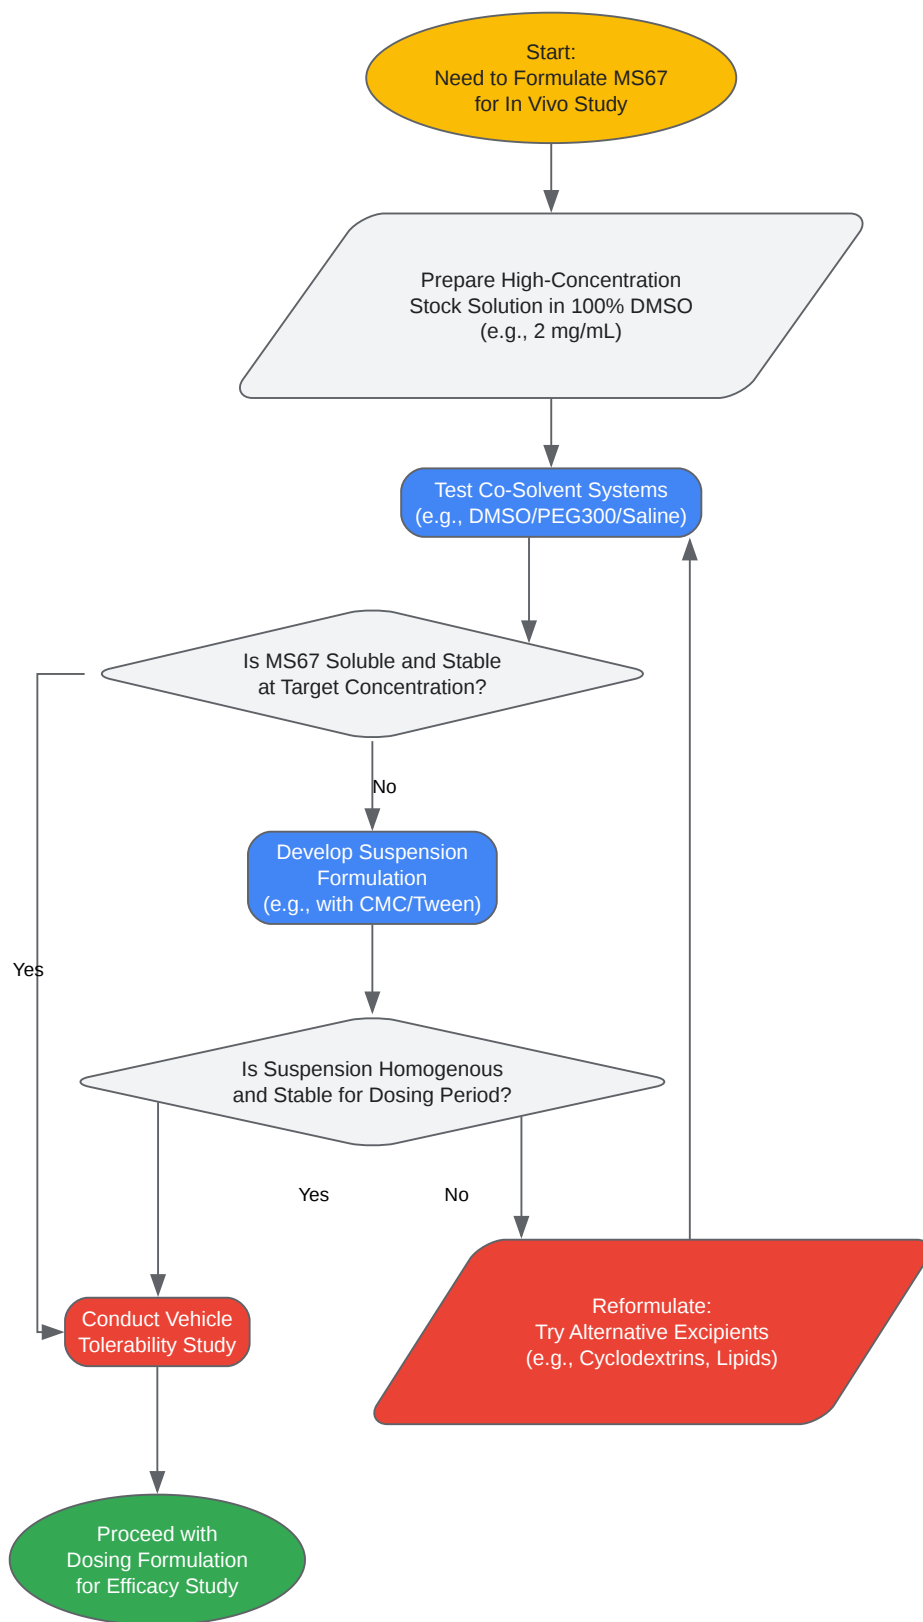 Start:
Need to Formulate MS67
for In Vivo Study
Prepare High-Concentration
Stock Solution in 100% DMSO
(e.g., 2 mg/mL)
Test Co-Solvent Systems
(e.g., DMSO/PEG300/Saline)
Is MS67 Soluble and Stable
at Target Concentration?
No
Develop Suspension
Formulation
(e.g., with CMC/Tween)
Yes
Is Suspension Homogenous
and Stable for Dosing Period?
Yes
No
Conduct Vehicle
Tolerability Study
Reformulate:
Try Alternative Excipients
(e.g., Cyclodextrins, Lipids)
Proceed with
Dosing Formulation
for Efficacy Study